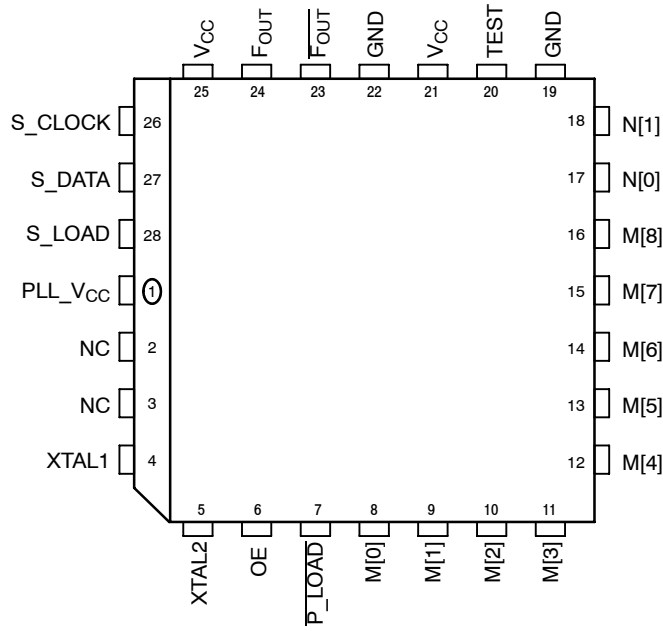 VCC FOUT FOUT GND VCC TEST GND
25 24 23 22 21 20 19
S_CLOCK 26 18 N[1]
S_DATA 27 17 N[0]
S_LOAD 28 16 M[8]
PLL_VCC 1 15 M[7]
NC 2 14 M[6]
NC 3 13 M[5]
XTAL1 4 12 M[4]
5 6 7 8 9 10 11
XTAL2 OE P_LOAD M[0] M[1] M[2] M[3]